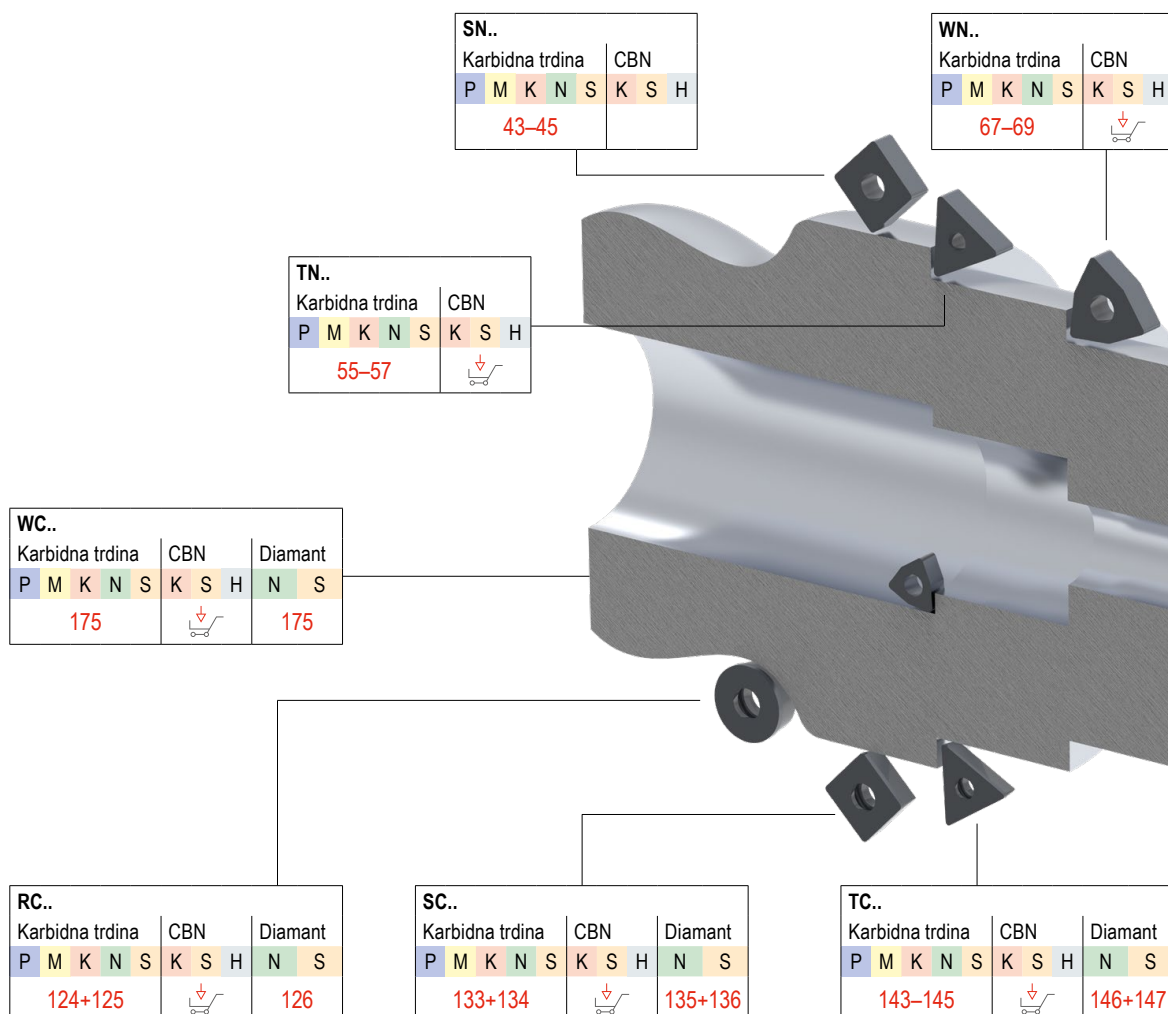 SN..
Karbidna trdina CBN
P M K N S K S H
43–45
WN..
Karbidna trdina CBN
P M K N S K S H
67–69
TN..
Karbidna trdina CBN
P M K N S K S H
55–57
WC..
Karbidna trdina CBN Diamant
P M K N S K S H N S
175 175
RC..
Karbidna trdina CBN Diamant
P M K N S K S H N S
124+125 126
SC..
Karbidna trdina CBN Diamant
P M K N S K S H N S
133+134 135+136
TC..
Karbidna trdina CBN Diamant
P M K N S K S H N S
143–145 146+147